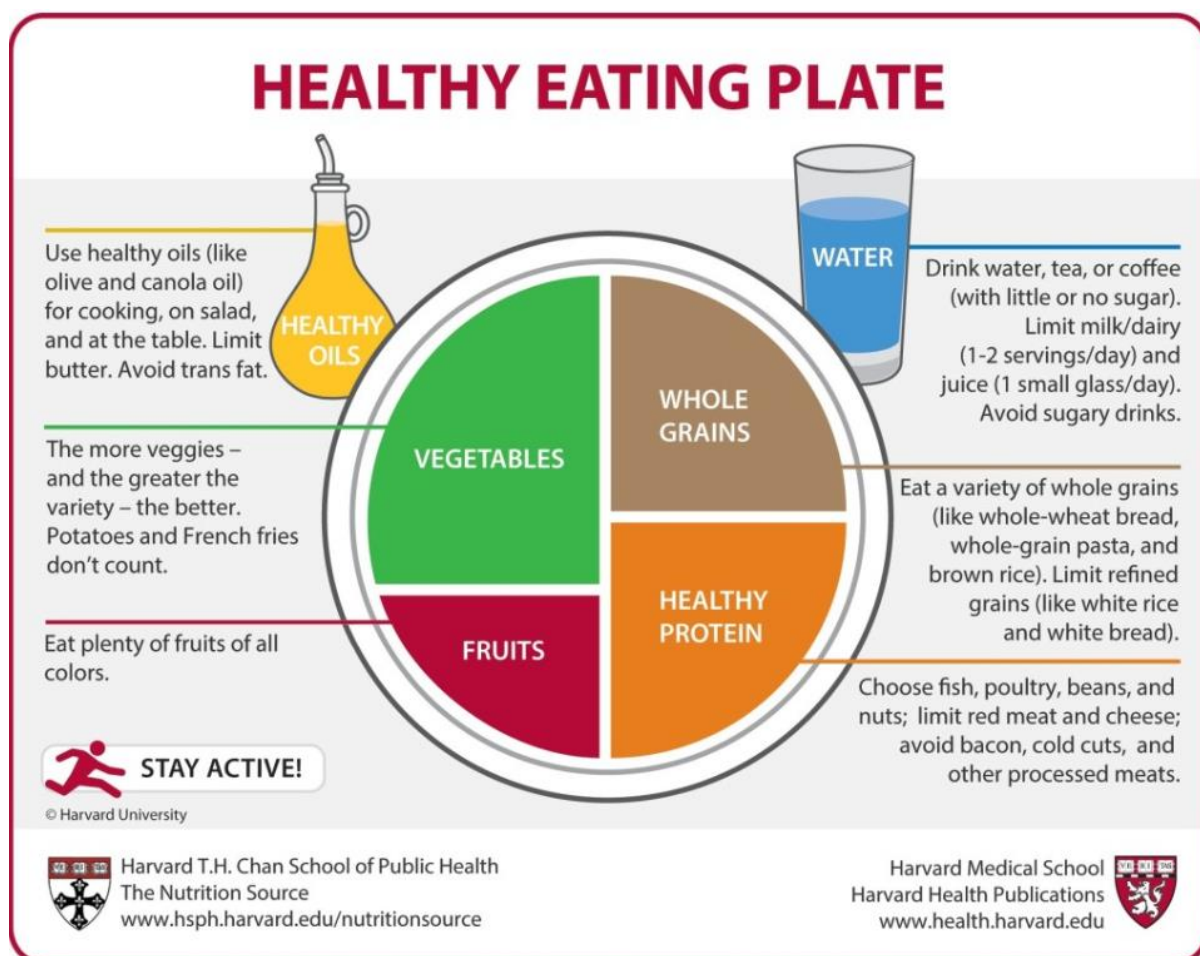 HEALTHY EATING PLATE
Use healthy oils (like
olive and canola oil)
for cooking, on salad,
and at the table. Limit
butter. Avoid trans fat.
HEALTHY
OILS
The more veggies –
and the greater the
variety – the better.
Potatoes and French fries
don’t count.
Eat plenty of fruits of all
colors.
VEGETABLES
FRUITS
WHOLE
GRAINS
HEALTHY
PROTEIN
WATER
Drink water, tea, or coffee
(with little or no sugar).
Limit milk/dairy
(1-2 servings/day) and
juice (1 small glass/day).
Avoid sugary drinks.
Eat a variety of whole grains
(like whole-wheat bread,
whole-grain pasta, and
brown rice). Limit refined
grains (like white rice
and white bread).
Choose fish, poultry, beans, and
nuts; limit red meat and cheese;
avoid bacon, cold cuts, and
other processed meats.
STAY ACTIVE!
© Harvard University
Harvard T.H. Chan School of Public Health
The Nutrition Source
www.hsph.harvard.edu/nutritionsource
Harvard Medical School
Harvard Health Publications
www.health.harvard.edu